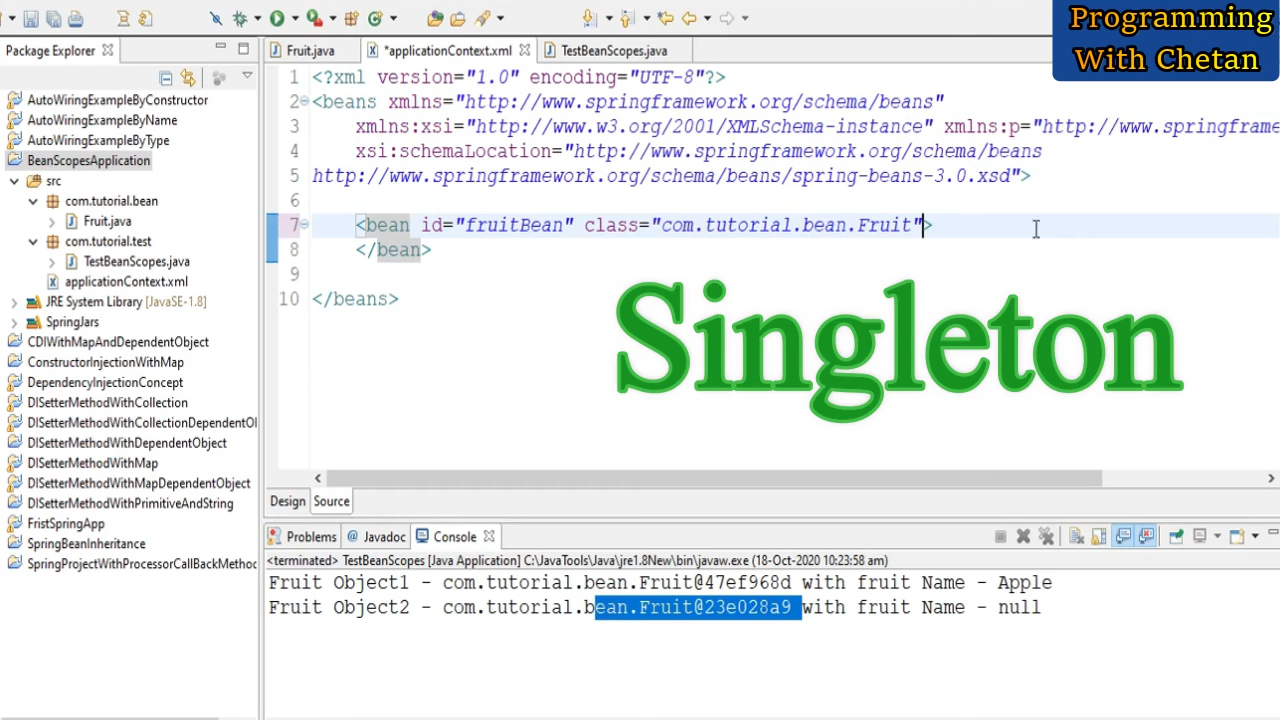 Programming
With Chetan
Package Explorer
Fruit.java
*applicationContext.xml
TestBeanScopes.java
AutoWiringExampleByConstructor
AutoWiringExampleByName
AutoWiringExampleByType
BeanScopesApplication
src
com.tutorial.bean
Fruit.java
com.tutorial.test
TestBeanScopes.java
applicationContext.xml
JRE System Library [JavaSE-1.8]
SpringJars
CDIWithMapAndDependentObject
ConstructorInjectionWithMap
DependencyInjectionConcept
DISetterMethodWithCollection
DISetterMethodWithCollectionDependentOl
DISetterMethodWithDependentObject
DISetterMethodWithMap
DISetterMethodWithMapDependentObject
DISetterMethodWithPrimitiveAndString
FristSpringApp
SpringBeanInheritance
SpringProjectWithProcessorCallBackMethod
1 <?xml version="1.0" encoding="UTF-8"?>
2 <beans xmlns="http://www.springframework.org/schema/beans"
3 xmlns:xsi="http://www.w3.org/2001/XMLSchema-instance" xmlns:p="http://www.springframe
4 xsi:schemaLocation="http://www.springframework.org/schema/beans
5 http://www.springframework.org/schema/beans/spring-beans-3.0.xsd">
6
7 <bean id="fruitBean" class="com.tutorial.bean.Fruit">
8 </bean>
9
10 </beans>
Singleton
Design Source
Problems @ Javadoc Console
<terminated> TestBeanScopes [Java Application] C:\JavaTools\Java\jre1.8New\bin\javaw.exe (18-Oct-2020 10:23:58 am)
Fruit Object1 - com.tutorial.bean.Fruit@47ef968d with fruit Name - Apple
Fruit Object2 - com.tutorial.bean.Fruit@23e028a9 with fruit Name - null